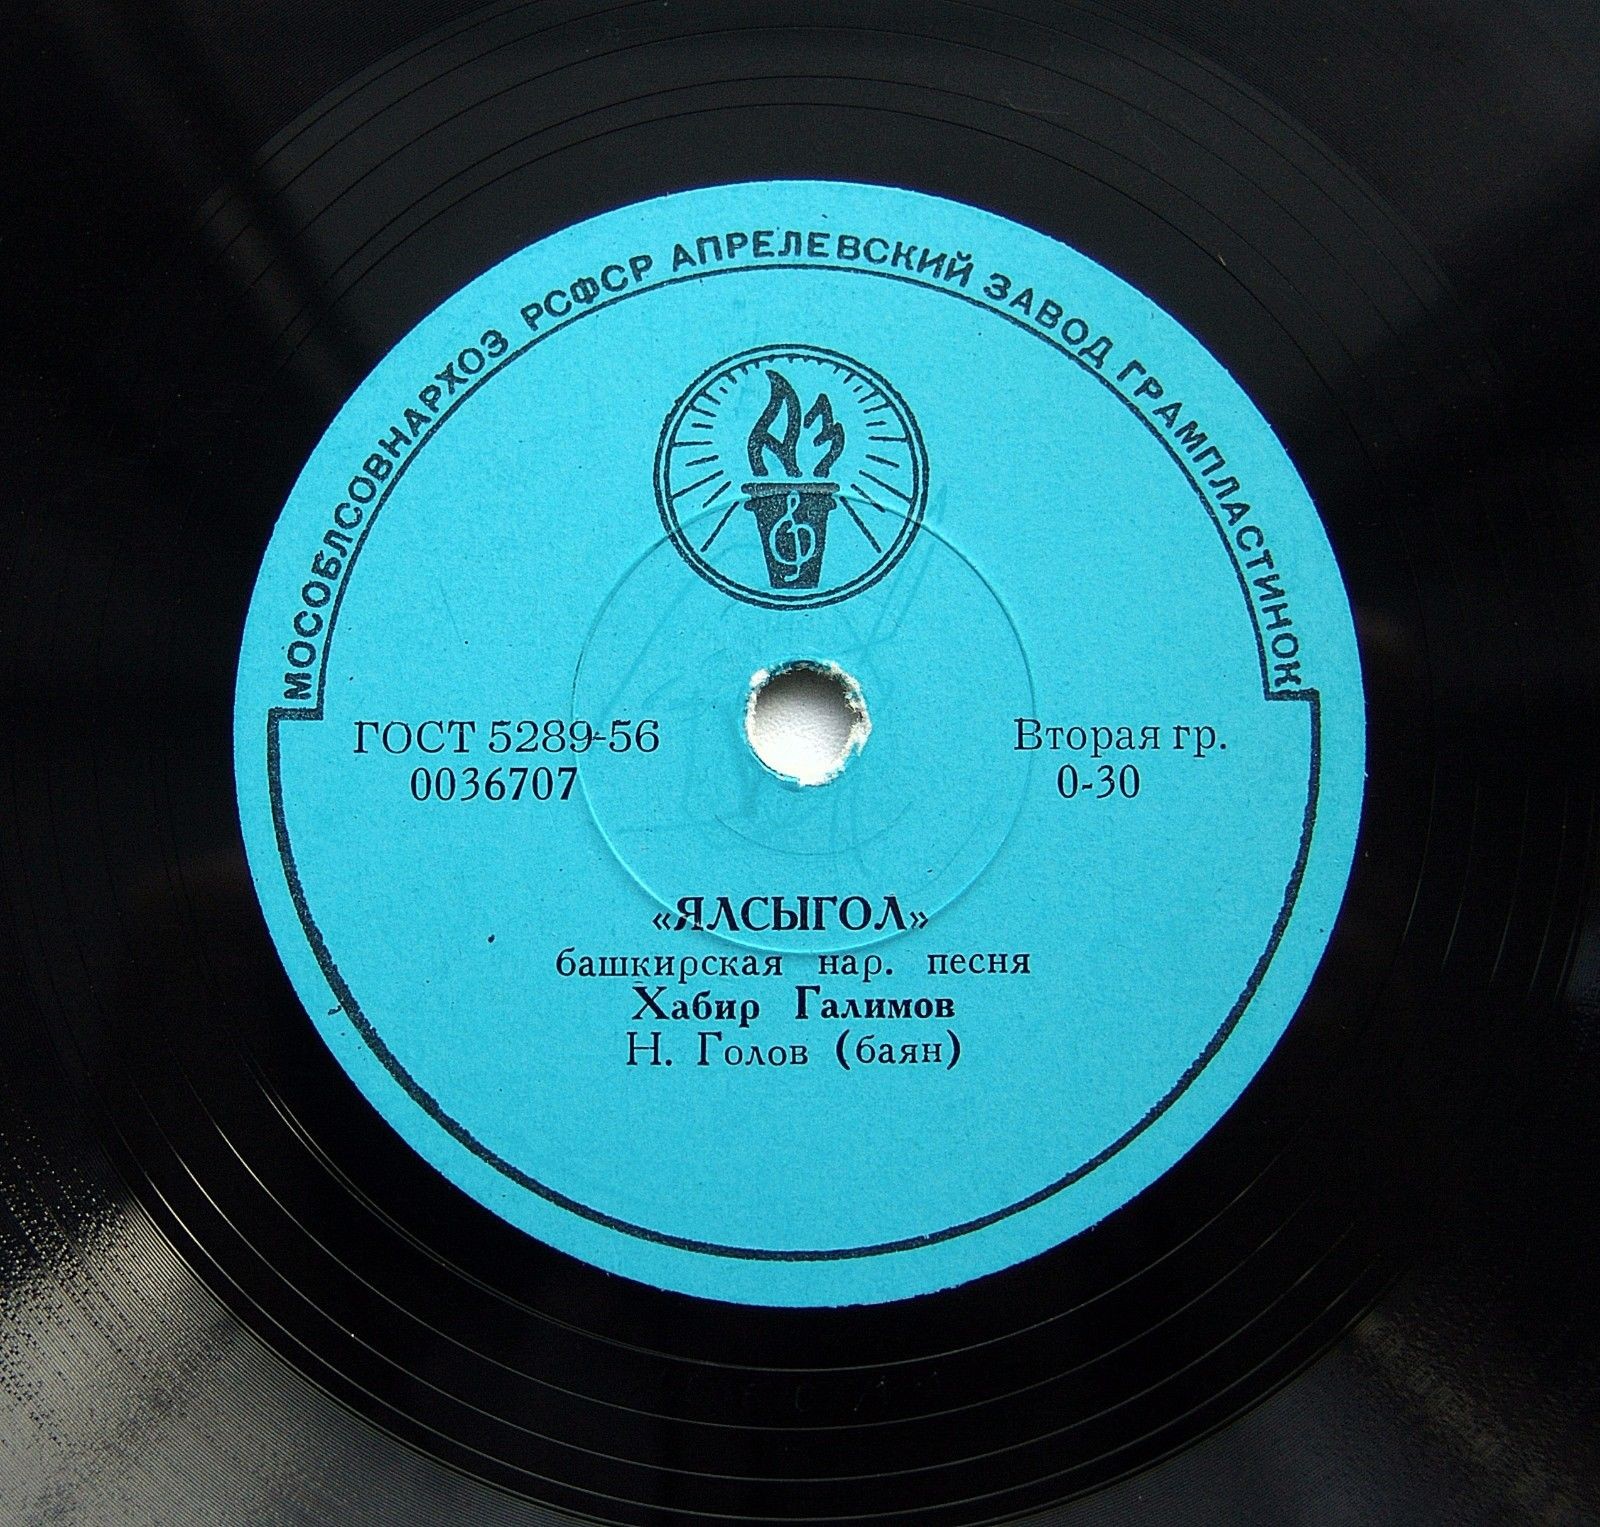 МОСОБЛСОВНАРХОЗ РСФСР АПРЕЛЕВСКИЙ ЗАВОД ГРАМПЛАСТИНОК
АЗ
ГОСТ 5289-56
0036707
Вторая гр.
0-30
«ЯЛСЫГОЛ»
башкирская нар. песня
Хабир Галимов
Н. Голов (баян)